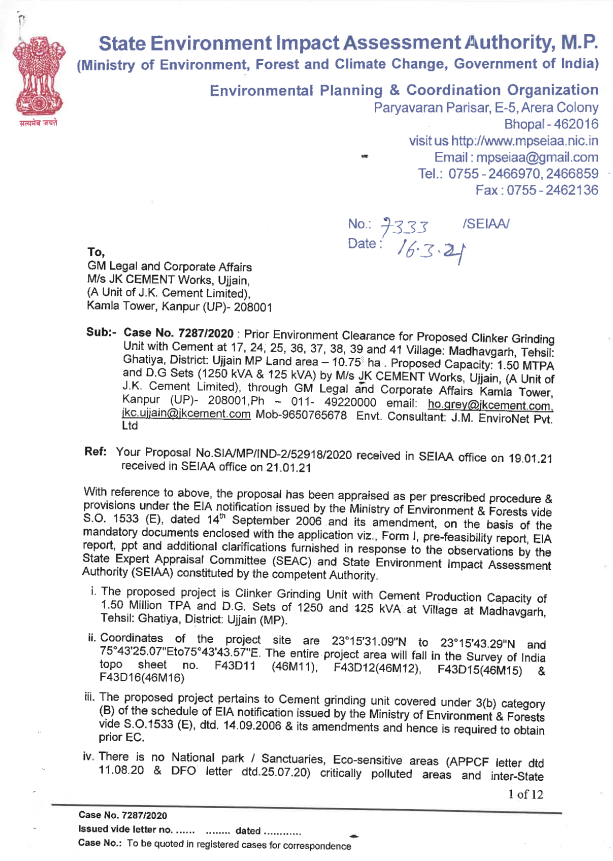 State Environment Impact Assessment Authority, M.P.
(Ministry of Environment, Forest and Climate Change, Government of India)
Environmental Planning & Coordination Organization
Paryavaran Parisar, E-5, Arera Colony
Bhopal - 462016
visit us http://www.mpseiaa.nic.in
Email : mpseiaa@gmail.com
Tel.: 0755 - 2466970, 2466859
Fax : 0755 - 2462136
सत्यमेव जयते
No.: 7333 /SEIAA/
Date : 16.3.21
To,
GM Legal and Corporate Affairs
M/s JK CEMENT Works, Ujjain,
(A Unit of J.K. Cement Limited),
Kamla Tower, Kanpur (UP)- 208001
Sub:- Case No. 7287/2020 : Prior Environment Clearance for Proposed Clinker Grinding
Unit with Cement at 17, 24, 25, 36, 37, 38, 39 and 41 Village: Madhavgarh, Tehsil:
Ghatiya, District: Ujjain MP Land area – 10.75 ha . Proposed Capacity: 1.50 MTPA
and D.G Sets (1250 kVA & 125 kVA) by M/s JK CEMENT Works, Ujjain, (A Unit of
J.K. Cement Limited), through GM Legal and Corporate Affairs Kamla Tower,
Kanpur (UP)- 208001,Ph – 011- 49220000 email: ho.grey@jkcement.com,
jkc.ujjain@jkcement.com Mob-9650765678 Envt. Consultant: J.M. EnviroNet Pvt.
Ltd
Ref: Your Proposal No.SIA/MP/IND-2/52918/2020 received in SEIAA office on 19.01.21
received in SEIAA office on 21.01.21
With reference to above, the proposal has been appraised as per prescribed procedure &
provisions under the EIA notification issued by the Ministry of Environment & Forests vide
S.O. 1533 (E), dated 14th September 2006 and its amendment, on the basis of the
mandatory documents enclosed with the application viz., Form I, pre-feasibility report, EIA
report, ppt and additional clarifications furnished in response to the observations by the
State Expert Appraisal Committee (SEAC) and State Environment Impact Assessment
Authority (SEIAA) constituted by the competent Authority.
i. The proposed project is Clinker Grinding Unit with Cement Production Capacity of
1.50 Million TPA and D.G. Sets of 1250 and 125 kVA at Village at Madhavgarh,
Tehsil: Ghatiya, District: Ujjain (MP).
ii. Coordinates of the project site are 23°15'31.09"N to 23°15'43.29"N and
75°43'25.07"Eto75°43'43.57"E. The entire project area will fall in the Survey of India
topo sheet no. F43D11 (46M11), F43D12(46M12), F43D15(46M15) &
F43D16(46M16)
iii. The proposed project pertains to Cement grinding unit covered under 3(b) category
(B) of the schedule of EIA notification issued by the Ministry of Environment & Forests
vide S.O.1533 (E), dtd. 14.09.2006 & its amendments and hence is required to obtain
prior EC.
iv. There is no National park / Sanctuaries, Eco-sensitive areas (APPCF letter dtd
11.08.20 & DFO letter dtd.25.07.20) critically polluted areas and inter-State
1 of 12
Case No. 7287/2020
Issued vide letter no. ...... ........ dated ............
Case No.: To be quoted in registered cases for correspondence